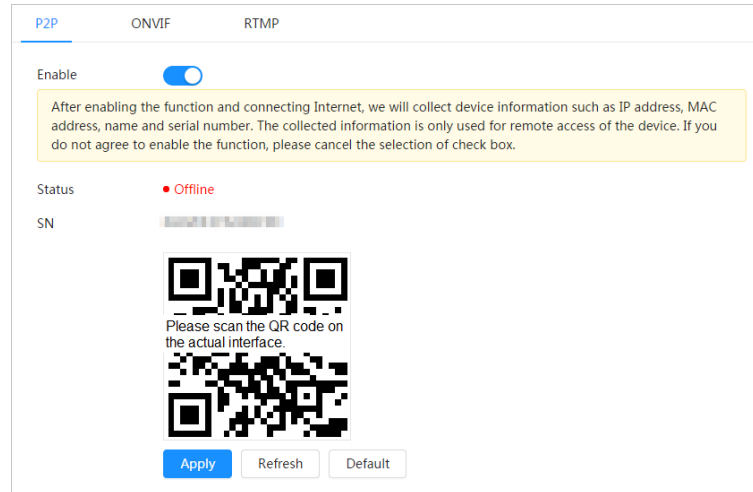 P2P ONVIF RTMP
Enable
After enabling the function and connecting Internet, we will collect device information such as IP address, MAC
address, name and serial number. The collected information is only used for remote access of the device. If you
do not agree to enable the function, please cancel the selection of check box.
Status Offline
SN
Please scan the QR code on
the actual interface.
Apply Refresh Default